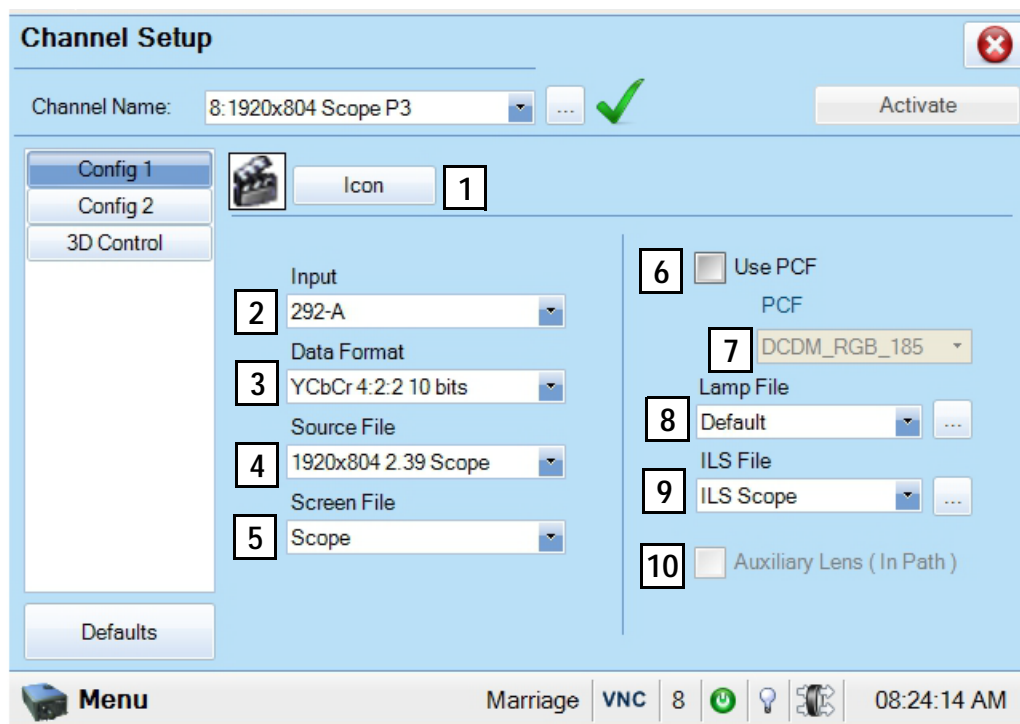 Channel Setup
Channel Name: 8:1920x804 Scope P3 ... Activate
Config 1
Config 2
3D Control
Icon 1
Input
2 292-A
Data Format
3 YCbCr 4:2:2 10 bits
Source File
4 1920x804 2.39 Scope
Screen File
5 Scope
6 Use PCF
PCF
7 DCDM_RGB_185
Lamp File
8 Default ...
ILS File
9 ILS Scope ...
10 Auxiliary Lens ( In Path )
Defaults
Menu Marriage VNC 8 08:24:14 AM